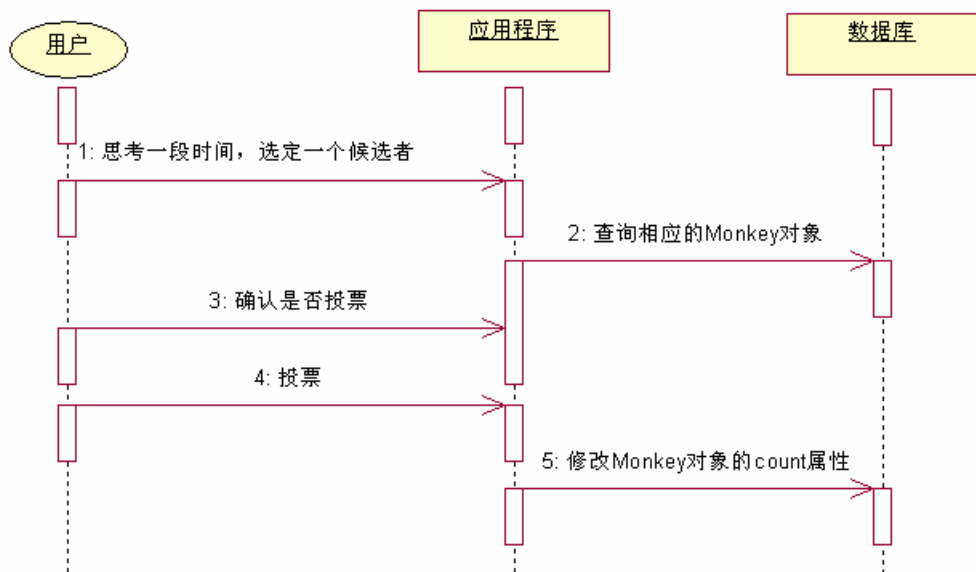 用户
应用程序
数据库
1: 思考一段时间，选定一个候选者
2: 查询相应的Monkey对象
3: 确认是否投票
4: 投票
5: 修改Monkey对象的count属性